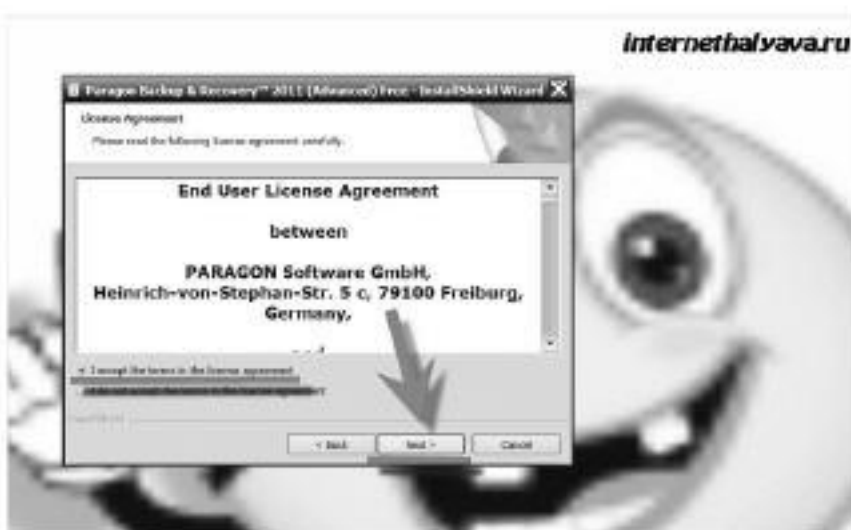 internethalyava.ru
Paragon Backup & Recovery™ 2011 (Advanced) Free - InstallShield Wizard
License Agreement
Please read the following license agreement carefully.
End User License Agreement
between
PARAGON Software GmbH,
Heinrich-von-Stephan-Str. 5 c, 79100 Freiburg,
Germany,
I accept the terms in the license agreement
< Back
Next >
Cancel